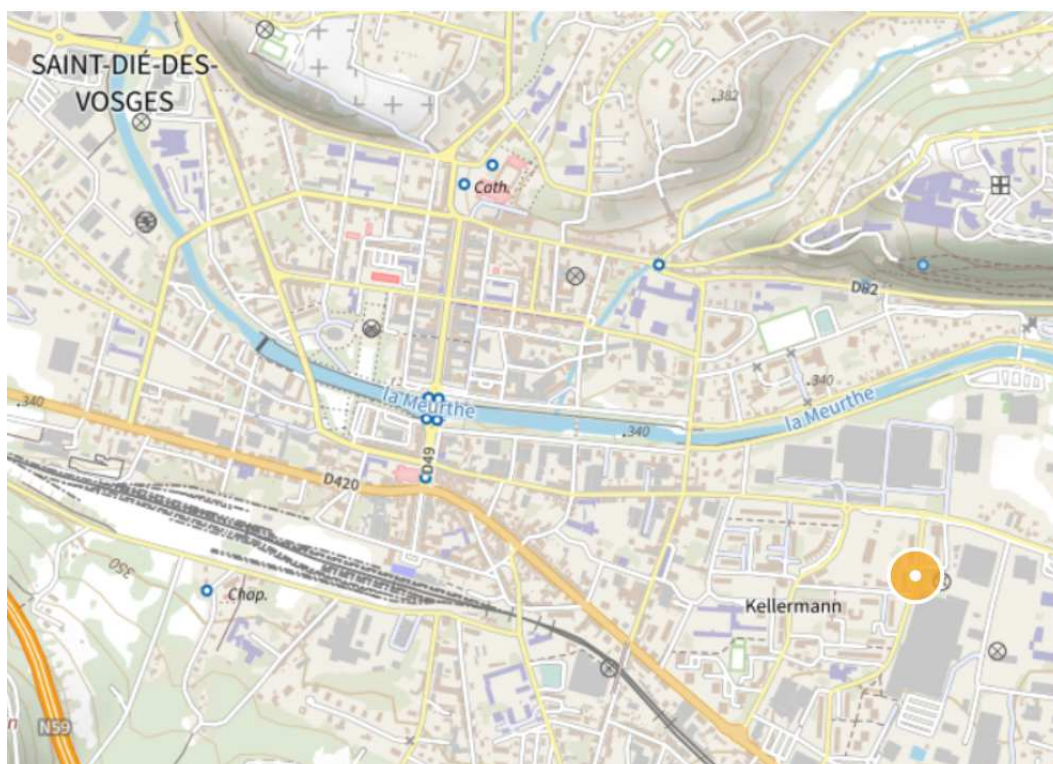 SAINT-DIÉ-DES-
VOSGES
382
Cath.
D82
340
la Meurthe
la Meurthe
340
340
D49
D420
350
Chap.
Kellermann
N59